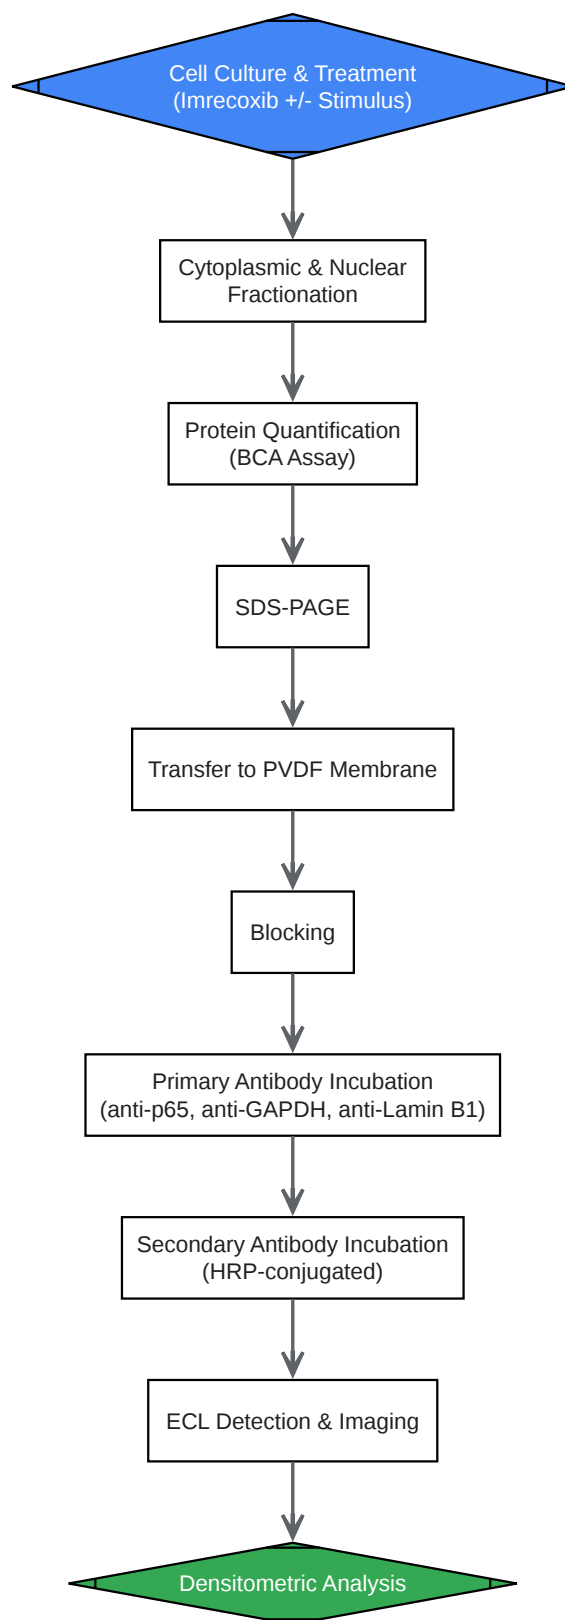 Cell Culture & Treatment
(Imrecoxib +/- Stimulus)
Cytoplasmic & Nuclear
Fractionation
Protein Quantification
(BCA Assay)
SDS-PAGE
Transfer to PVDF Membrane
Blocking
Primary Antibody Incubation
(anti-p65, anti-GAPDH, anti-Lamin B1)
Secondary Antibody Incubation
(HRP-conjugated)
ECL Detection & Imaging
Densitometric Analysis